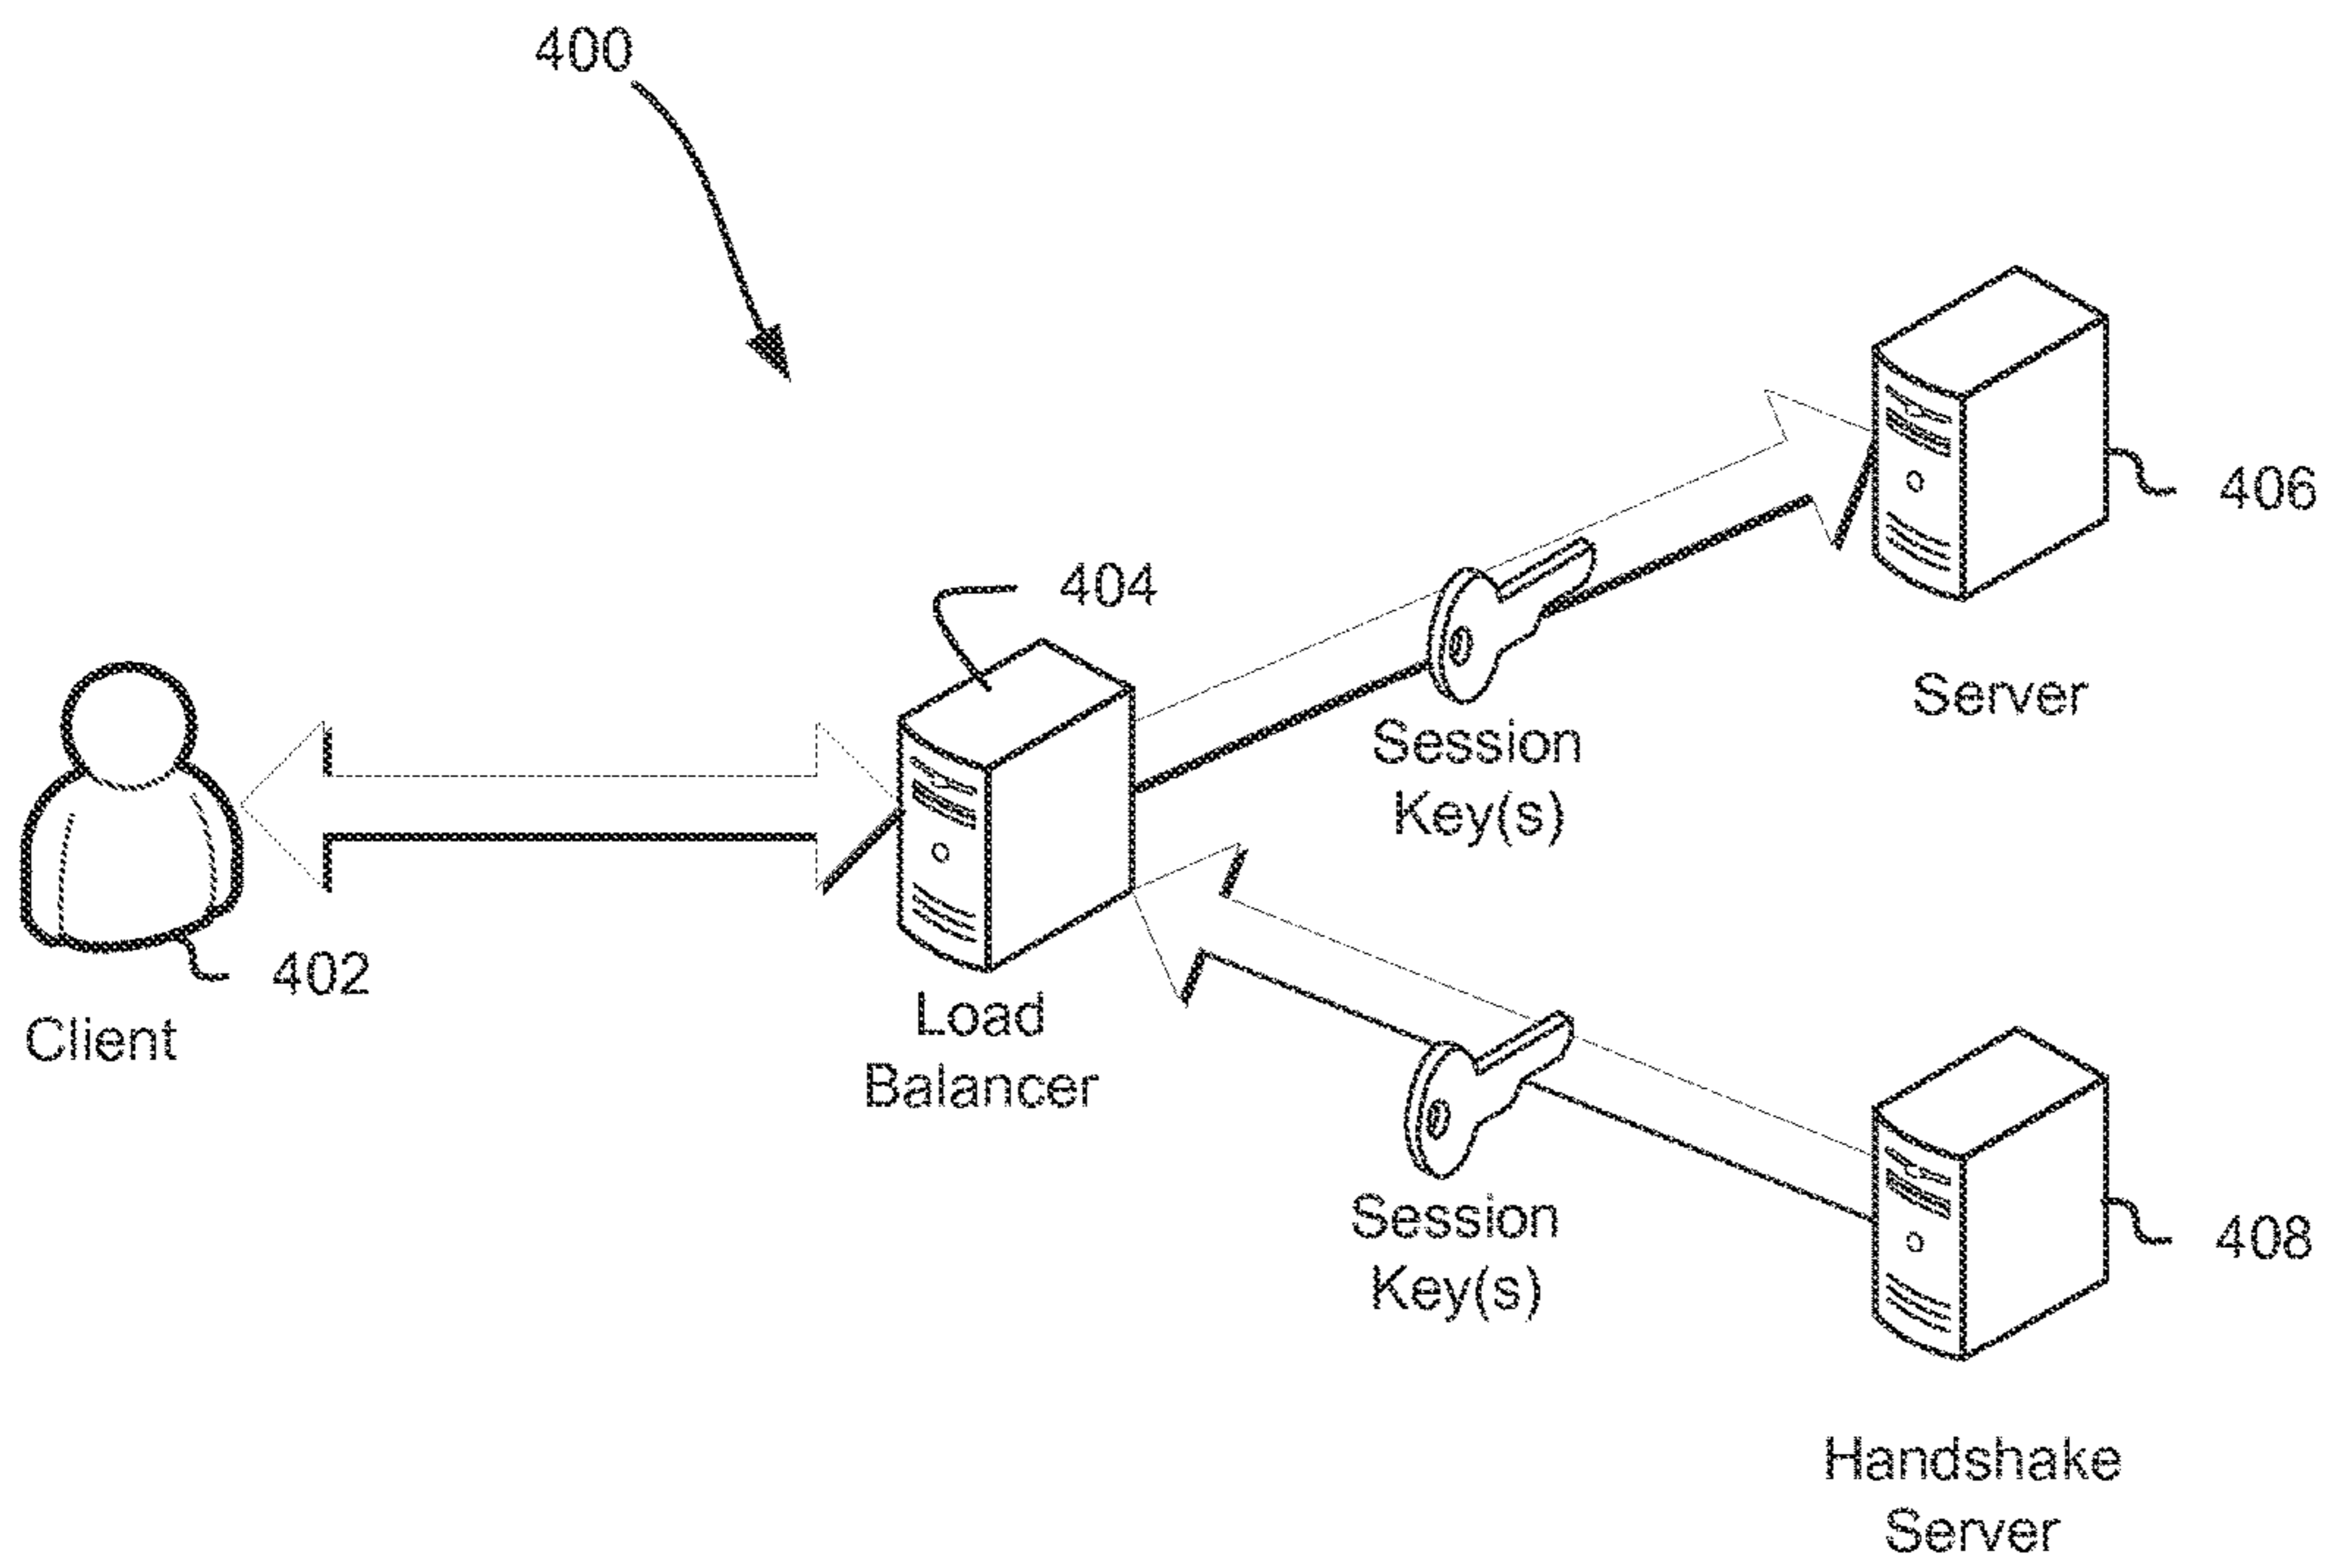 400
406
404
Server
Session
Key(s)
402
Client
Load
Balancer
Session
Key(s)
408
Handshake
Server